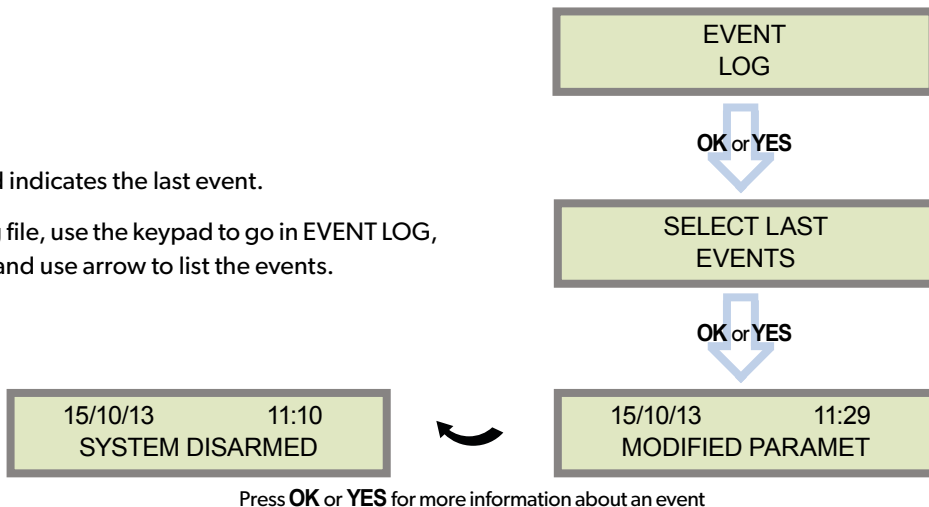 EVENT
LOG
OK or YES
indicates the last event.
file, use the keypad to go in EVENT LOG,
and use arrow to list the events.
SELECT LAST
EVENTS
OK or YES
15/10/13 11:10
SYSTEM DISARMED
15/10/13 11:29
MODIFIED PARAMET
Press OK or YES for more information about an event